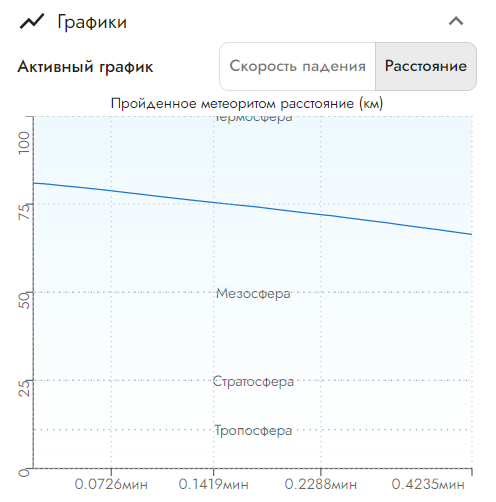 Графики
Активный график
Скорость падения
Расстояние
Пройденное метеоритом расстояние (км)
Термосфера
100
75
Мезосфера
50
Стратосфера
25
Тропосфера
0
0.0726мин
0.1419мин
0.2288мин
0.4235мин